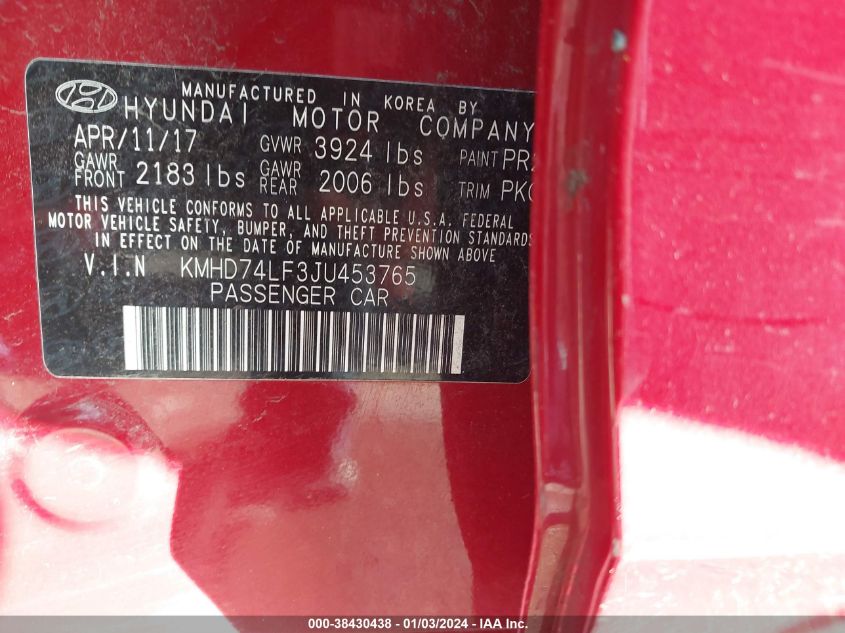 MANUFACTURED IN KOREA BY
HYUNDAI MOTOR COMPANY
APR/11/17 GVWR 3924 lbs PAINT
GAWR FRONT 2183 lbs GAWR REAR 2006 lbs TRIM
THIS VEHICLE CONFORMS TO ALL APPLICABLE U.S.A. FEDERAL
MOTOR VEHICLE SAFETY, BUMPER, AND THEFT PREVENTION STANDARDS
IN EFFECT ON THE DATE OF MANUFACTURE SHOWN ABOVE
V.I.N KMHD74LF3JU453765
PASSENGER CAR
000-38430438 - 01/03/2024 - IAA Inc.